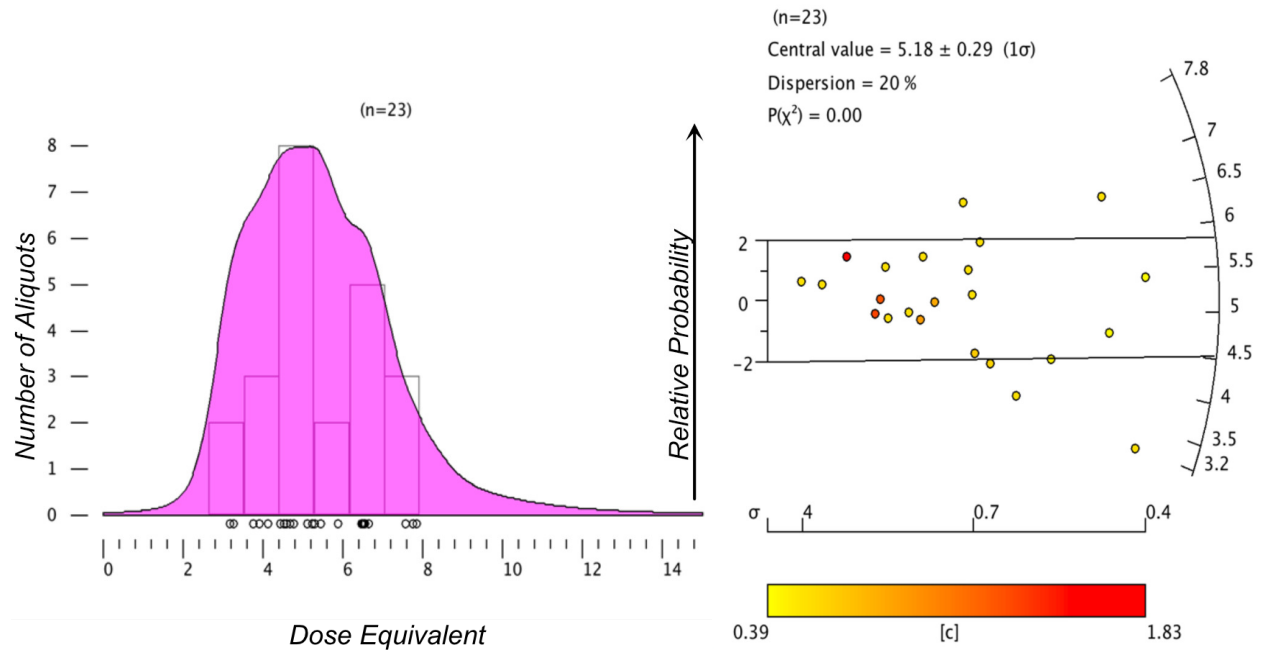 (n=23)
Number of Aliquots
8
7
6
5
4
3
2
1
0
0 2 4 6 8 10 12 14
Dose Equivalent
Relative Probability
(n=23)
Central value = 5.18 ± 0.29 (1σ)
Dispersion = 20 %
P(χ²) = 0.00
2
0
−2
7.8
7
6.5
6
5.5
5
4.5
4
3.5
3.2
σ 4 0.7 0.4
0.39 [c] 1.83